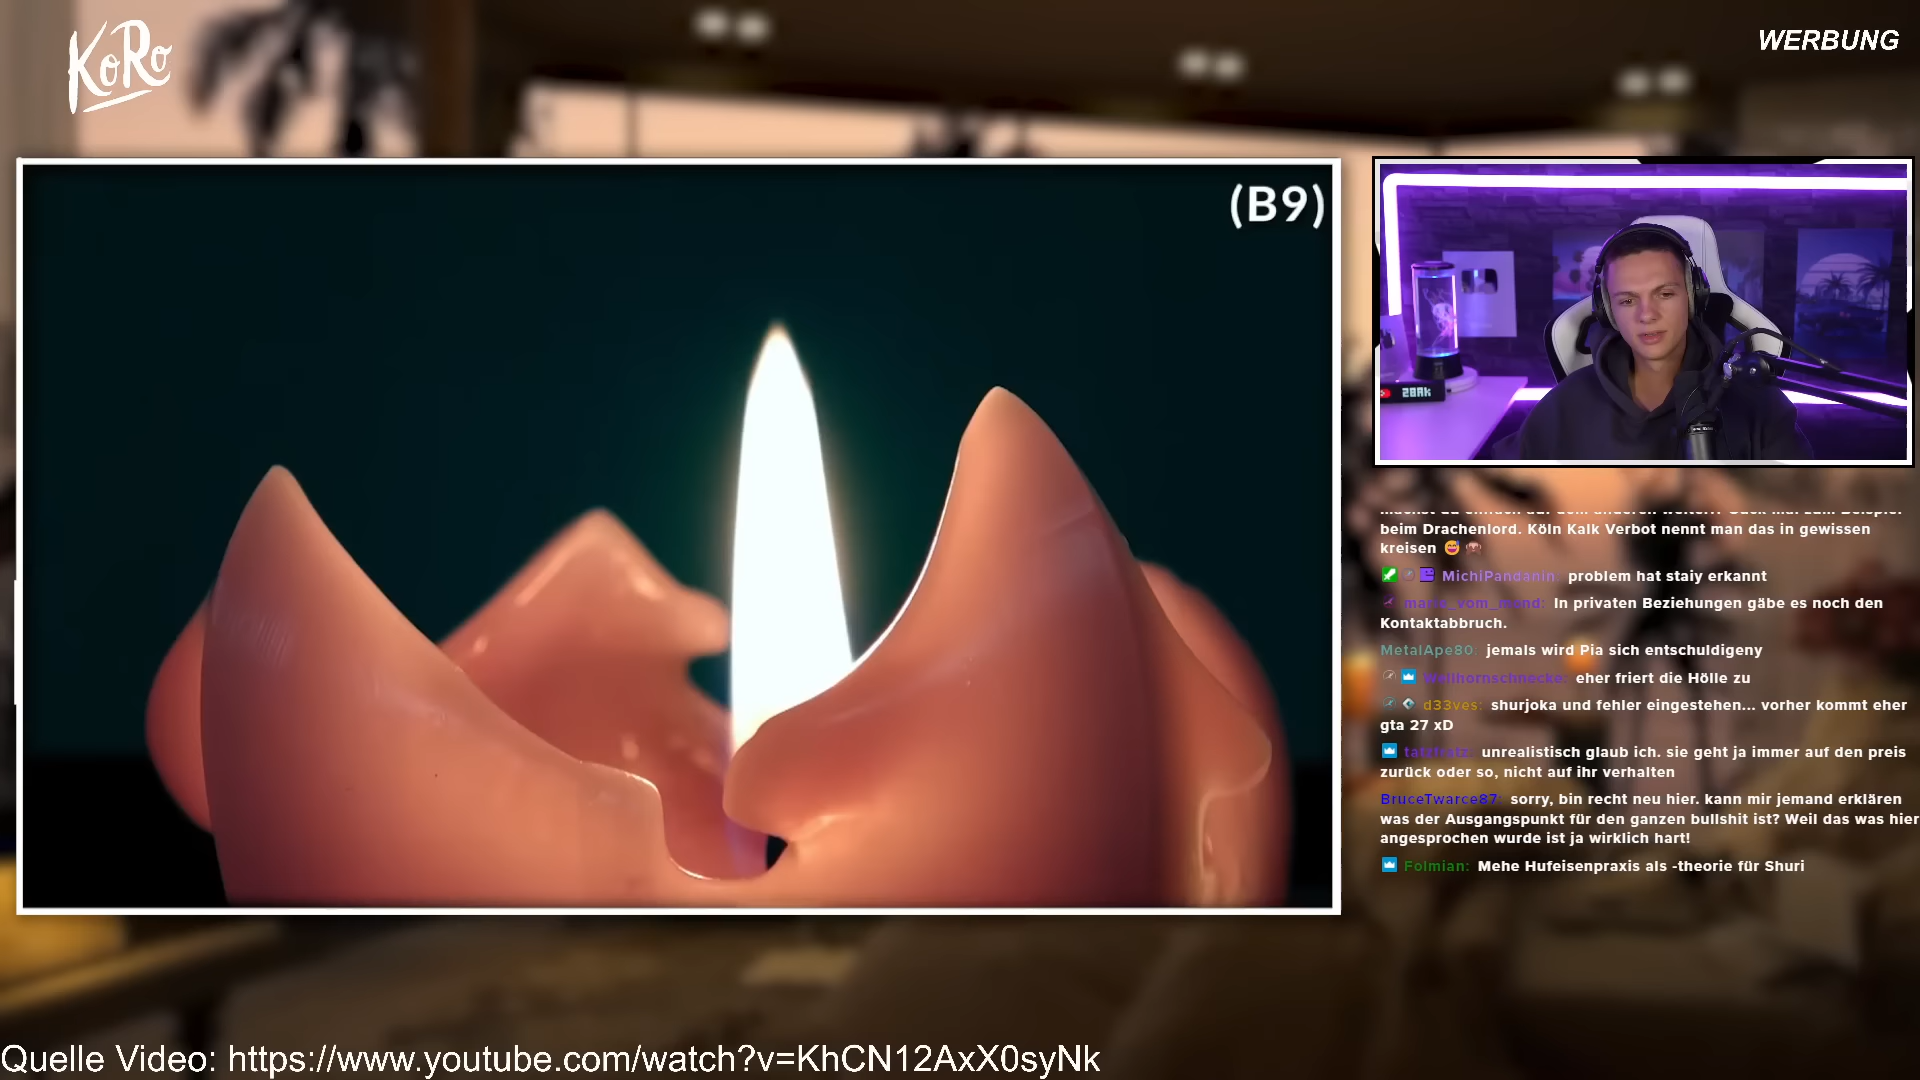 KoRo
WERBUNG
(B9)
288k
beim Drachenlord. Köln Kalk Verbot nennt man das in gewissen
kreisen
MichiPandanin: problem hat staiy erkannt
In privaten Beziehungen gäbe es noch den
Kontaktabbruch.
MetalApe80: jemals wird Pia sich entschuldigeny
Wellhornschnecke: eher friert die Hölle zu
d33ves: shurjoka und fehler eingestehen... vorher kommt eher
gta 27 xD
unrealistisch glaub ich. sie geht ja immer auf den preis
zurück oder so, nicht auf ihr verhalten
BruceTwarce87: sorry, bin recht neu hier. kann mir jemand erklären
was der Ausgangspunkt für den ganzen bullshit ist? Weil das was hier
angesprochen wurde ist ja wirklich hart!
Folmian: Mehe Hufeisenpraxis als -theorie für Shuri
Quelle Video: https://www.youtube.com/watch?v=KhCN12AxX0syNk